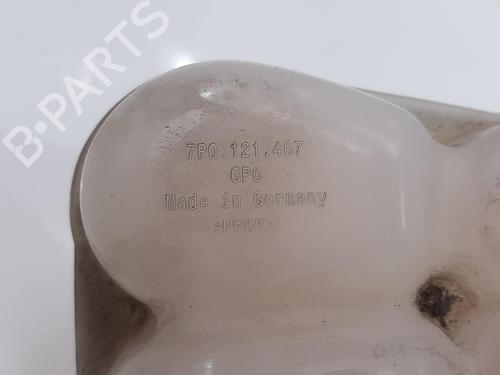 B-PARTS
7P0.121.407
GPO
Made in Germany
>PP/PE<